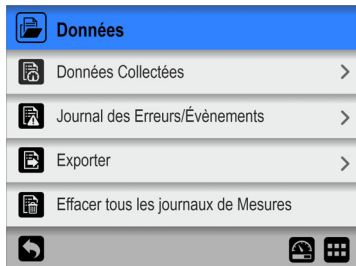 Données
Données Collectées
Journal des Erreurs/Évènements
Exporter
Effacer tous les journaux de Mesures